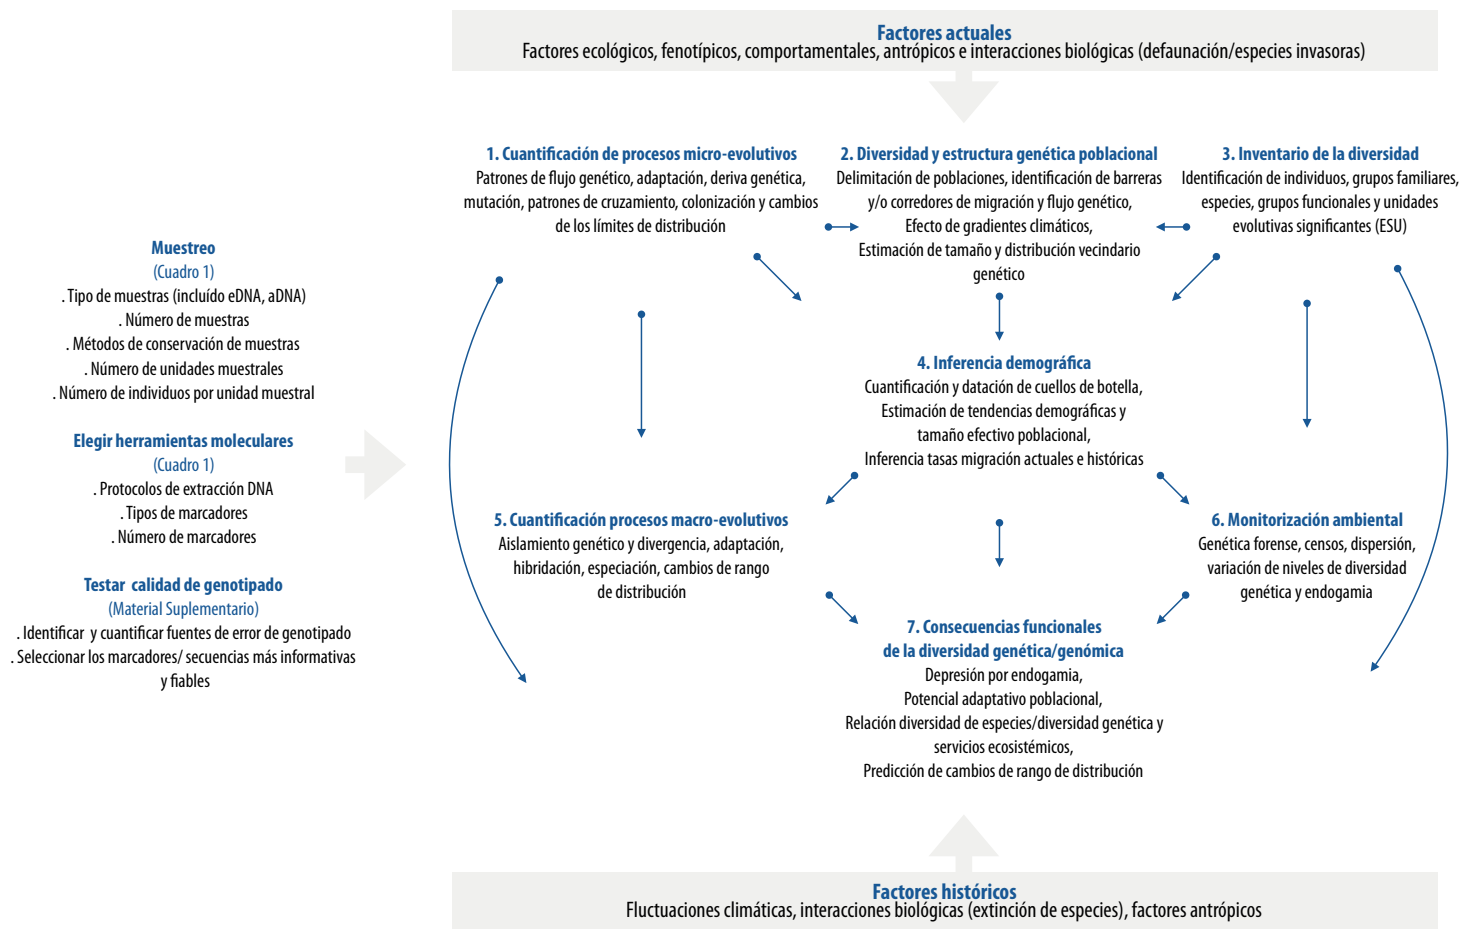 Factores actuales
Factores ecológicos, fenotípicos, comportamentales, antrópicos e interacciones biológicas (defaunación/especies invasoras)
Muestreo
(Cuadro 1)
. Tipo de muestras (incluído eDNA, aDNA)
. Número de muestras
. Métodos de conservación de muestras
. Número de unidades muestrales
. Número de individuos por unidad muestral
Elegir herramientas moleculares
(Cuadro 1)
. Protocolos de extracción DNA
. Tipos de marcadores
. Número de marcadores
Testar calidad de genotipado
(Material Suplementario)
. Identificar y cuantificar fuentes de error de genotipado
. Seleccionar los marcadores/ secuencias más informativas
y fiables
1. Cuantificación de procesos micro-evolutivos
Patrones de flujo genético, adaptación, deriva genética,
mutación, patrones de cruzamiento, colonización y cambios
de los límites de distribución
2. Diversidad y estructura genética poblacional
Delimitación de poblaciones, identificación de barreras
y/o corredores de migración y flujo genético,
Efecto de gradientes climáticos,
Estimación de tamaño y distribución vecindario
genético
3. Inventario de la diversidad
Identificación de individuos, grupos familiares,
especies, grupos funcionales y unidades
evolutivas significantes (ESU)
4. Inferencia demográfica
Cuantificación y datación de cuellos de botella,
Estimación de tendencias demográficas y
tamaño efectivo poblacional,
Inferencia tasas migración actuales e históricas
5. Cuantificación procesos macro-evolutivos
Aislamiento genético y divergencia, adaptación,
hibridación, especiación, cambios de rango
de distribución
6. Monitorización ambiental
Genética forense, censos, dispersión,
variación de niveles de diversidad
genética y endogamia
7. Consecuencias funcionales
de la diversidad genética/genómica
Depresión por endogamia,
Potencial adaptativo poblacional,
Relación diversidad de especies/diversidad genética y
servicios ecosistémicos,
Predicción de cambios de rango de distribución
Factores históricos
Fluctuaciones climáticas, interacciones biológicas (extinción de especies), factores antrópicos